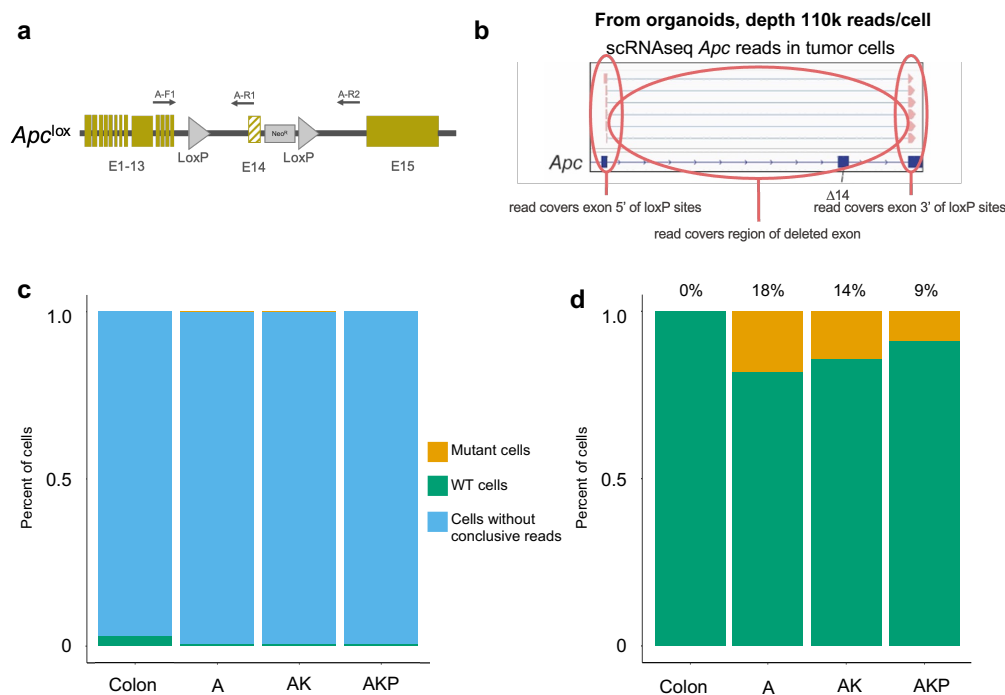 a
A-F1
A-R1
A-R2
Apclox
Neoᴿ
LoxP
LoxP
E1-13
E14
E15
b
From organoids, depth 110k reads/cell
scRNAseq Apc reads in tumor cells
Apc
Δ14
read covers exon 5' of loxP sites
read covers exon 3' of loxP sites
read covers region of deleted exon
c
1.0
0.5
0
Percent of cells
Colon
A
AK
AKP
Mutant cells
WT cells
Cells without
conclusive reads
d
0%
18%
14%
9%
1.0
0.5
0
Percent of cells
Colon
A
AK
AKP